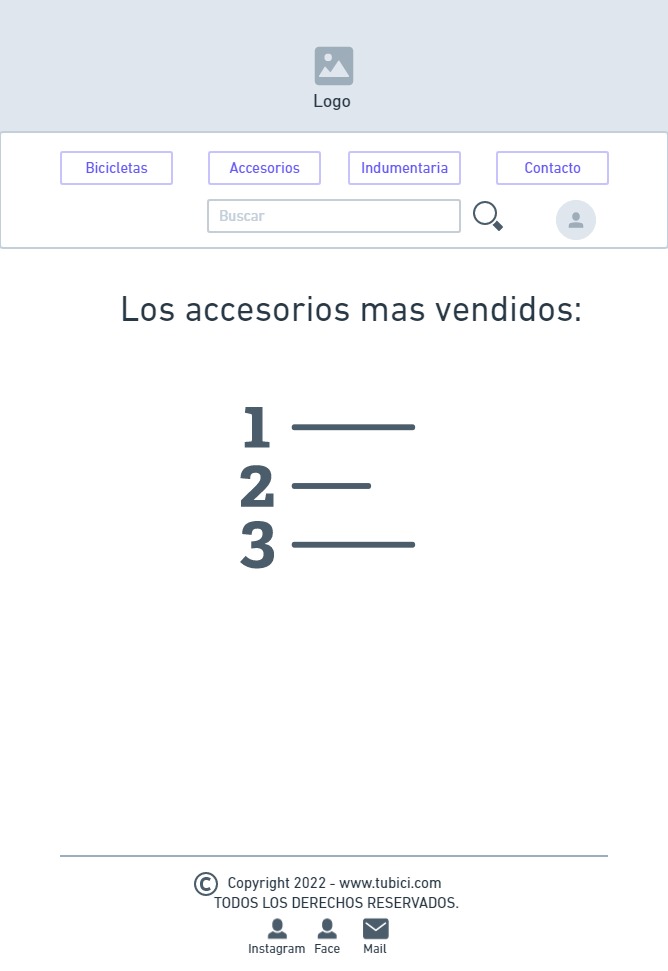 Logo
Bicicletas Accesorios Indumentaria Contacto
Buscar
Los accesorios mas vendidos:
1
2
3
© Copyright 2022 - www.tubici.com
TODOS LOS DERECHOS RESERVADOS.
Instagram Face Mail